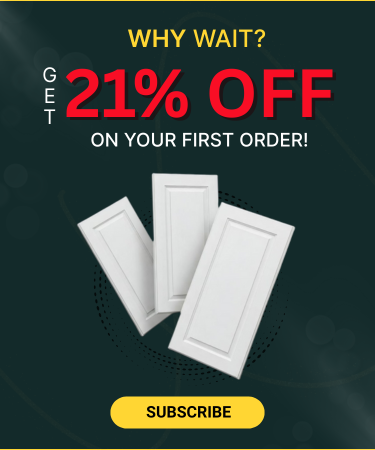 WHY WAIT?
GET
21% OFF
ON YOUR FIRST ORDER!
SUBSCRIBE